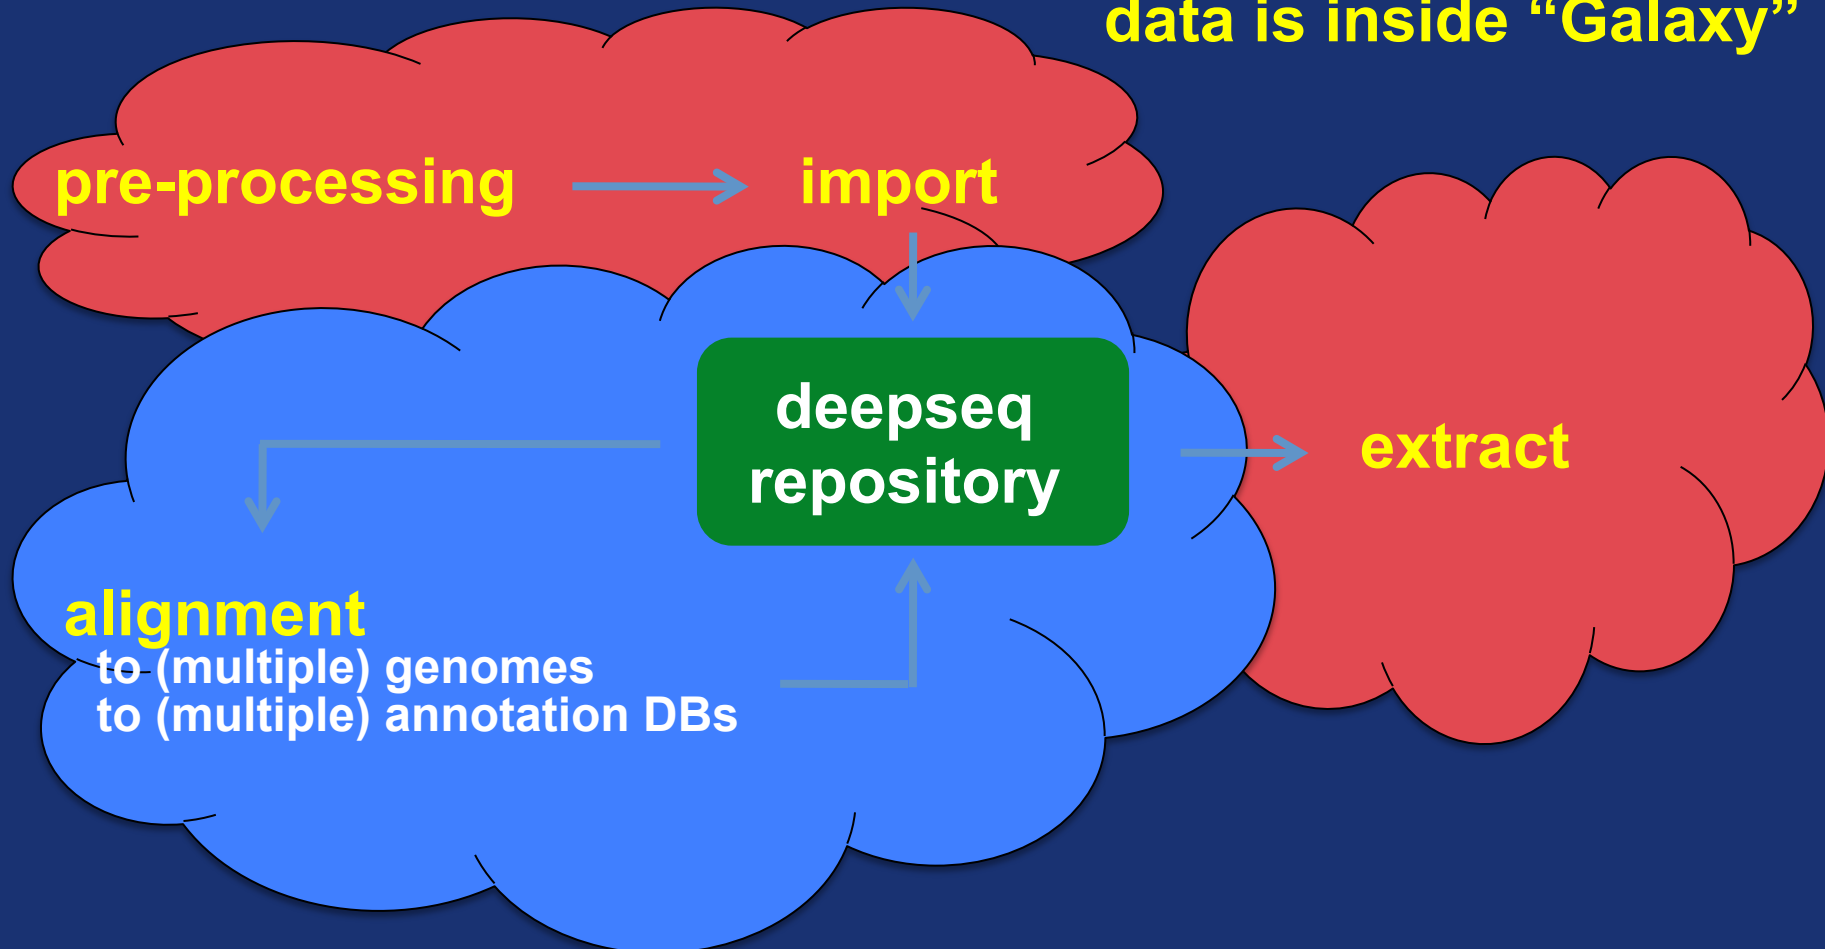 data is inside “Galaxy”
pre-processing
import
deepseq
repository
extract
alignment
to (multiple) genomes
to (multiple) annotation DBs